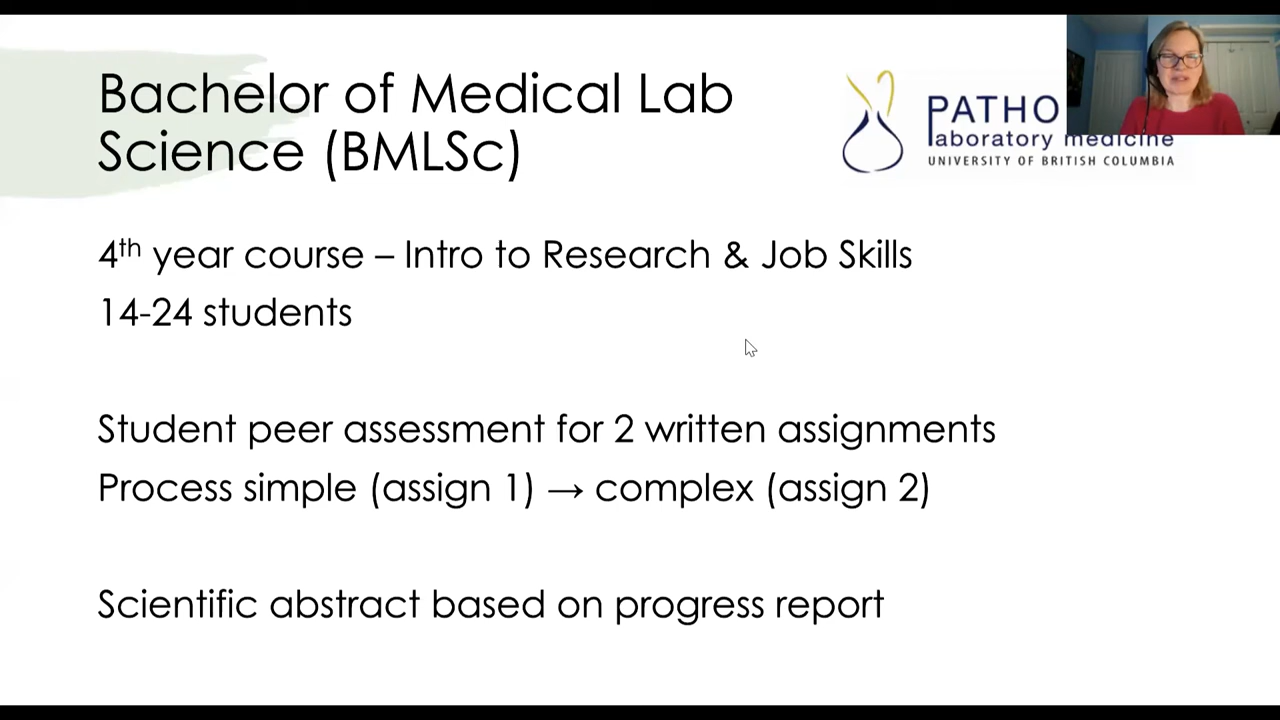 Bachelor of Medical Lab
Science (BMLSc)
PATHO
laboratory medicine
UNIVERSITY OF BRITISH COLUMBIA
4th year course – Intro to Research & Job Skills
14-24 students
Student peer assessment for 2 written assignments
Process simple (assign 1) → complex (assign 2)
Scientific abstract based on progress report